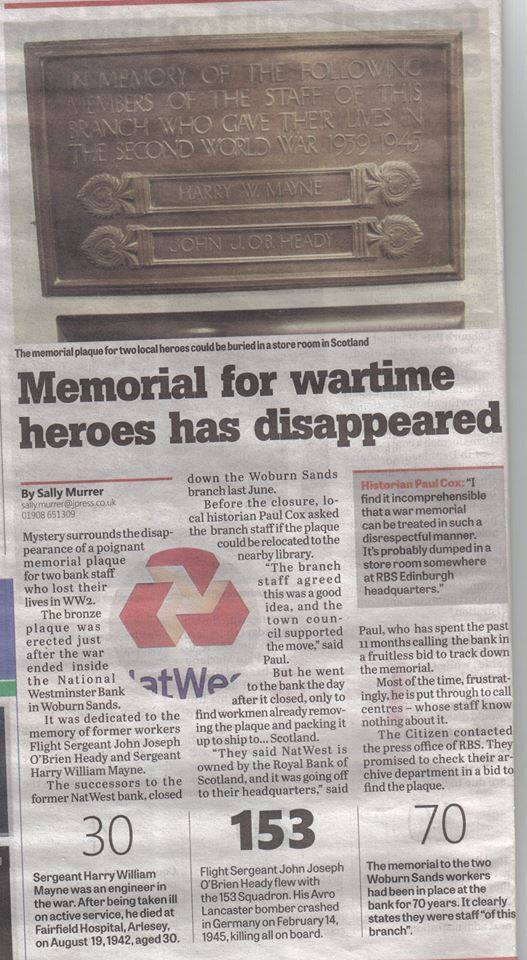 IN MEMORY OF THE FOLLOWING
MEMBERS OF THE STAFF OF THIS
BRANCH WHO GAVE THEIR LIVES IN
THE SECOND WORLD WAR 1939-1945
HARRY W. MAYNE
JOHN J. O'B. HEADY
The memorial plaque for two local heroes could be buried in a store room in Scotland
Memorial for wartime
heroes has disappeared
By Sally Murrer
sally.murrer@jpress.co.uk
01908 651309
Mystery surrounds the disap-
pearance of a poignant
memorial plaque
for two bank staff
who lost their
lives in WW2.
The bronze
plaque was
erected just
after the war
ended inside
the National
Westminster Bank
in Woburn Sands.
It was dedicated to the
memory of former workers
Flight Sergeant John Joseph
O'Brien Heady and Sergeant
Harry William Mayne.
The successors to the
former NatWest bank, closed
down the Woburn Sands
branch last June.
Before the closure, lo-
cal historian Paul Cox asked
the branch staff if the plaque
could be relocated to the
nearby library.
"The branch
staff agreed
this was a good
idea, and the
town coun-
cil supported
the move," said
Paul.
But he went
to the bank the day
after it closed, only to
find workmen already remov-
ing the plaque and packing it
up to ship to... Scotland.
"They said NatWest is
owned by the Royal Bank of
Scotland, and it was going off
to their headquarters," said
atWes
Historian Paul Cox: "I
find it incomprehensible
that a war memorial
can be treated in such a
disrespectful manner.
It's probably dumped in a
store room somewhere
at RBS Edinburgh
headquarters."
Paul, who has spent the past
11 months calling the bank in
a fruitless bid to track down
the memorial.
Most of the time, frustrat-
ingly, he is put through to call
centres – whose staff know
nothing about it.
The Citizen contacted
the press office of RBS. They
promised to check their ar-
chive department in a bid to
find the plaque.
30
Sergeant Harry William
Mayne was an engineer in
the war. After being taken ill
on active service, he died at
Fairfield Hospital, Arlesey,
on August 19, 1942, aged 30.
153
Flight Sergeant John Joseph
O'Brien Heady flew with
the 153 Squadron. His Avro
Lancaster bomber crashed
in Germany on February 14,
1945, killing all on board.
70
The memorial to the two
Woburn Sands workers
had been in place at the
bank for 70 years. It clearly
states they were staff "of this
branch".